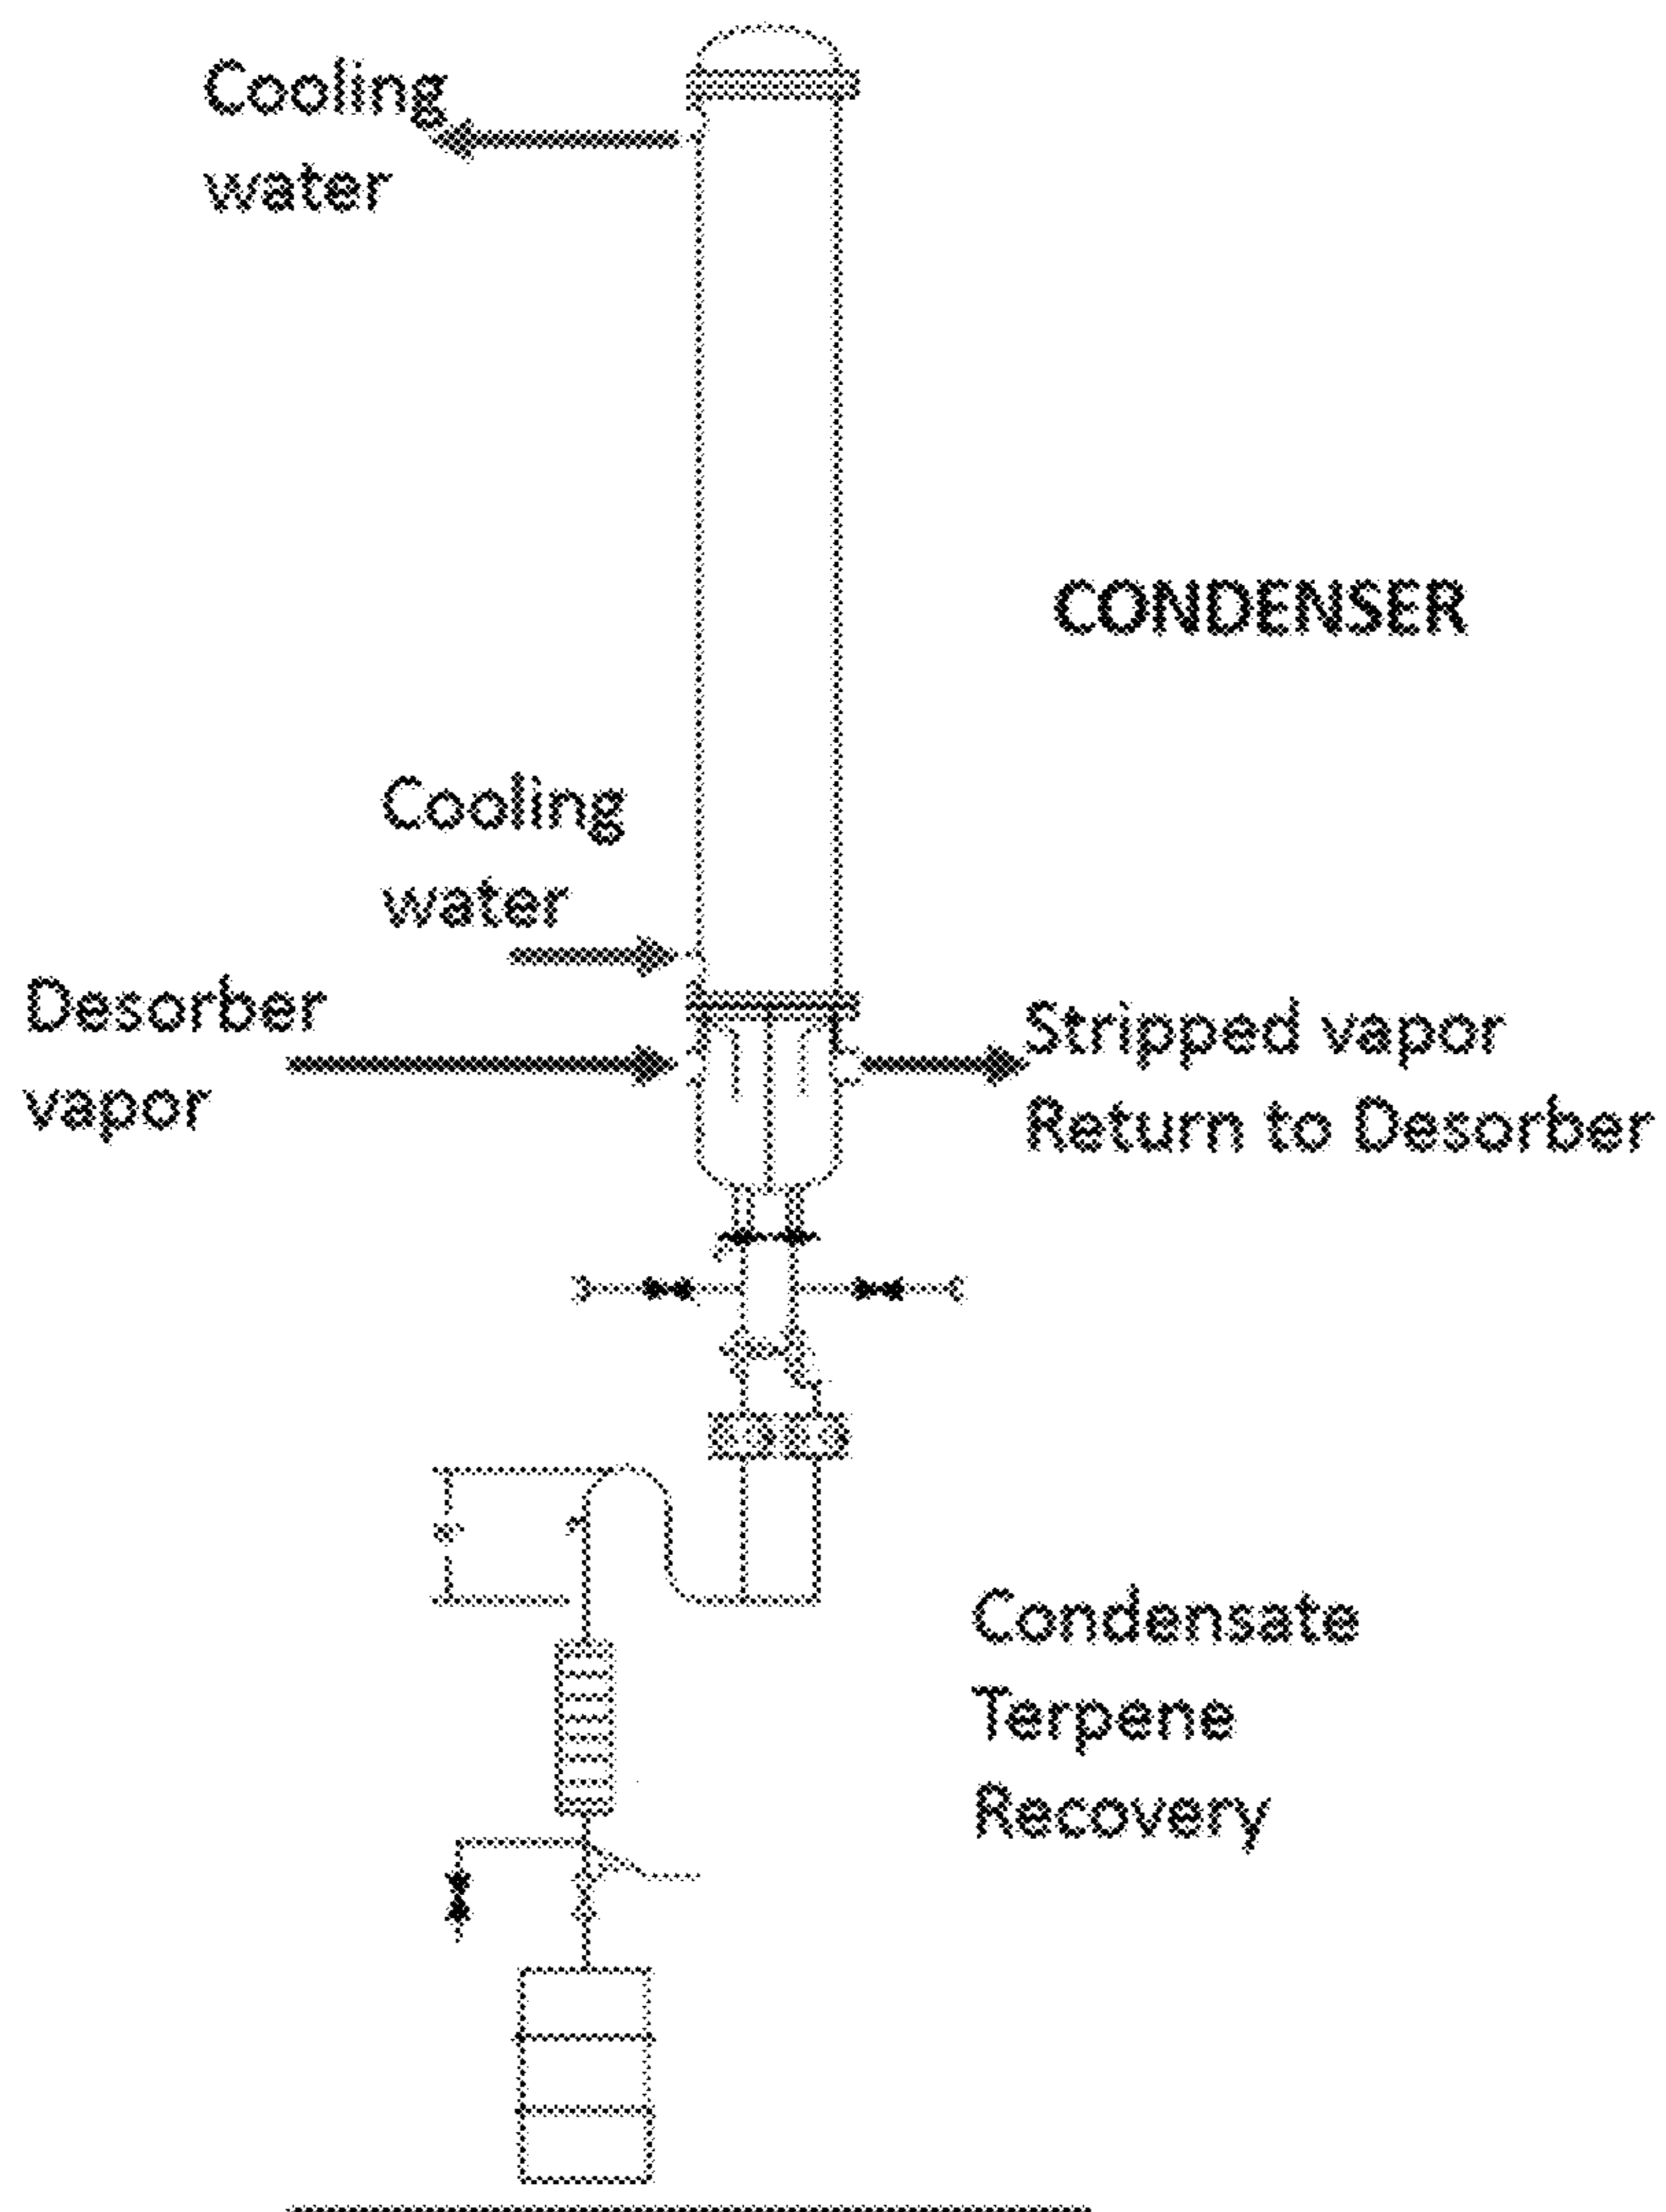 Cooling
water
CONDENSER
Cooling
water
Desorber
vapor
Stripped vapor
Return to Desorber
Condensate
Terpene
Recovery